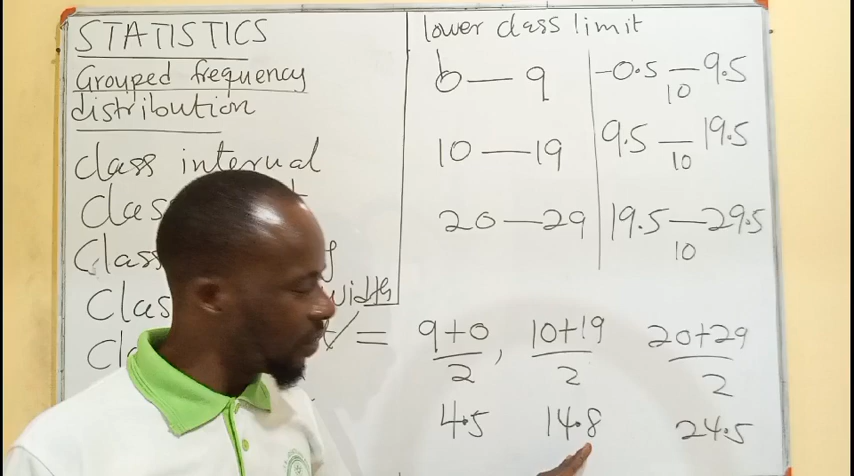 STATISTICS
Grouped frequency
distribution
class interval
Class
Class
Class width
lower class limit
0 — 9
-0.5 — 9.5
10
10 — 19
9.5 — 19.5
10
20 — 29
19.5 — 29.5
10
= 9+0/2, 10+19/2 20+29/2
4.5 14.8 24.5